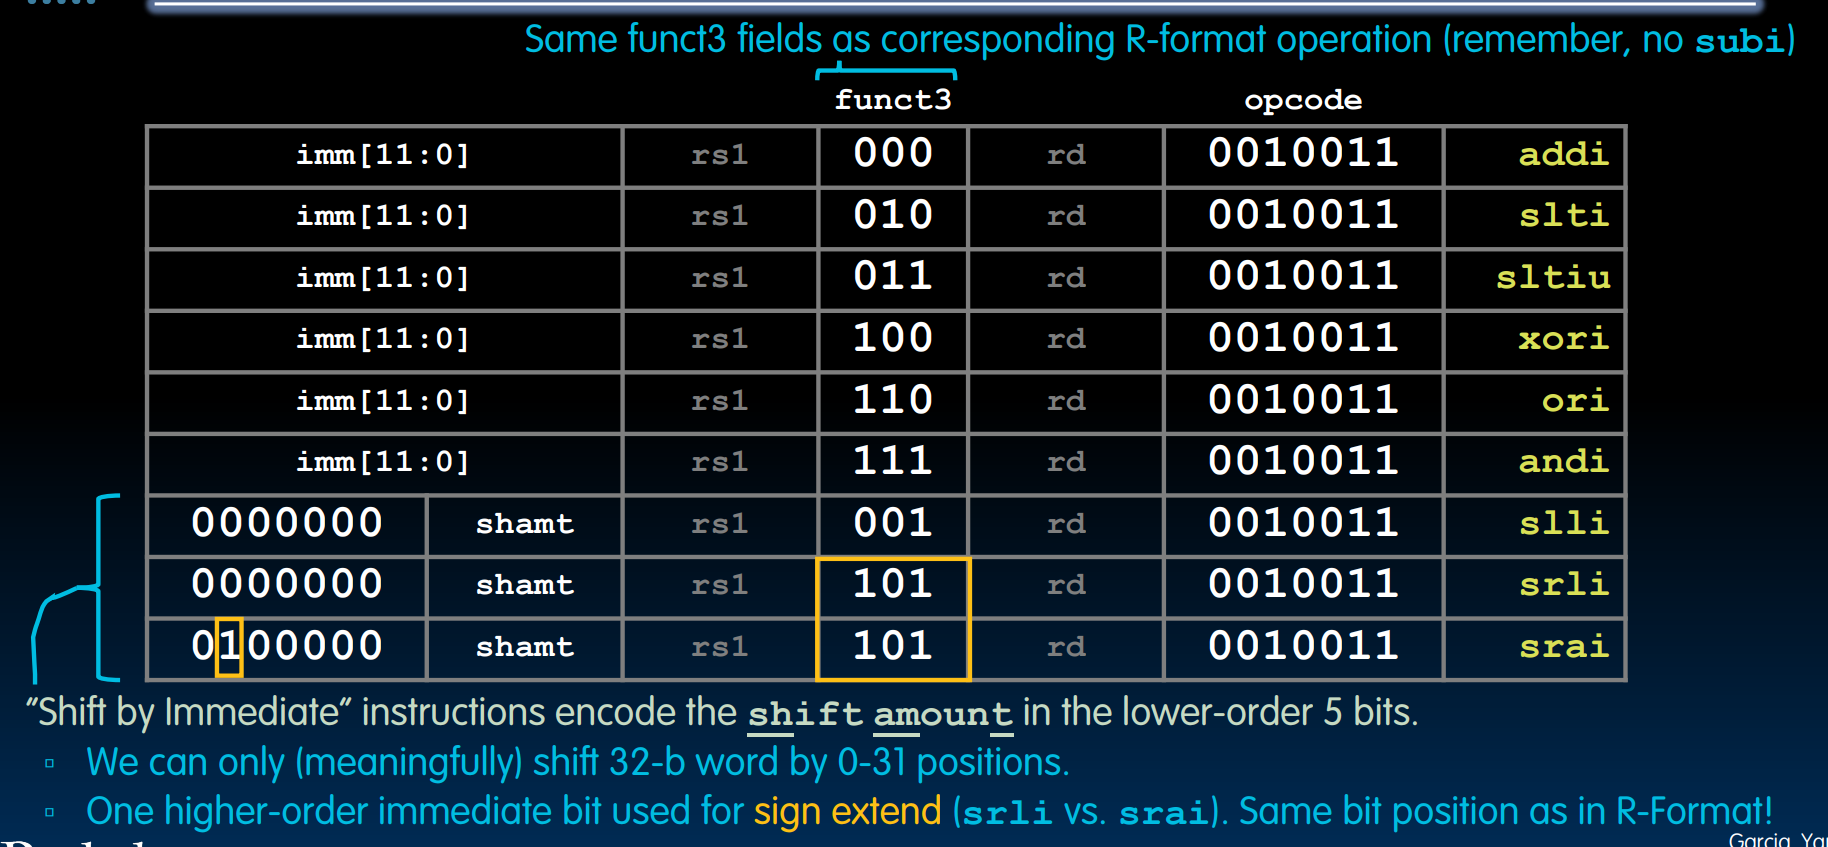 Same funct3 fields as corresponding R-format operation (remember, no subi)
funct3 opcode
imm[11:0] rs1 000 rd 0010011 addi
imm[11:0] rs1 010 rd 0010011 slti
imm[11:0] rs1 011 rd 0010011 sltiu
imm[11:0] rs1 100 rd 0010011 xori
imm[11:0] rs1 110 rd 0010011 ori
imm[11:0] rs1 111 rd 0010011 andi
0000000 shamt rs1 001 rd 0010011 slli
0000000 shamt rs1 101 rd 0010011 srli
0100000 shamt rs1 101 rd 0010011 srai
“Shift by Immediate” instructions encode the shift amount in the lower-order 5 bits.
▫ We can only (meaningfully) shift 32-b word by 0-31 positions.
▫ One higher-order immediate bit used for sign extend (srli vs. srai). Same bit position as in R-Format!
Garcia,